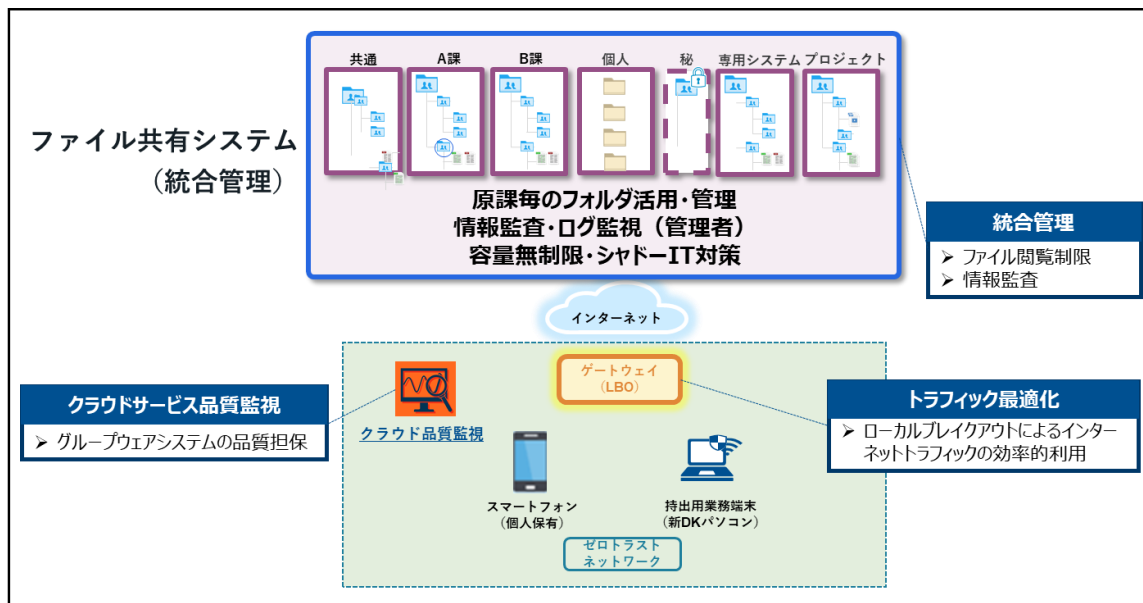 共通
A課
B課
個人
秘
専用システム
プロジェクト
ファイル共有システム
（統合管理）
原課毎のフォルダ活用・管理
情報監査・ログ監視（管理者）
容量無制限・シャドーIT対策
統合管理
➢ ファイル閲覧制限
➢ 情報監査
インターネット
ゲートウェイ
（LBO）
クラウドサービス品質監視
➢ グループウェアシステムの品質担保
クラウド品質監視
トラフィック最適化
➢ ローカルブレイクアウトによるインター
ネットトラフィックの効率的利用
スマートフォン
（個人保有）
持出用業務端末
（新DKパソコン）
ゼロトラスト
ネットワーク